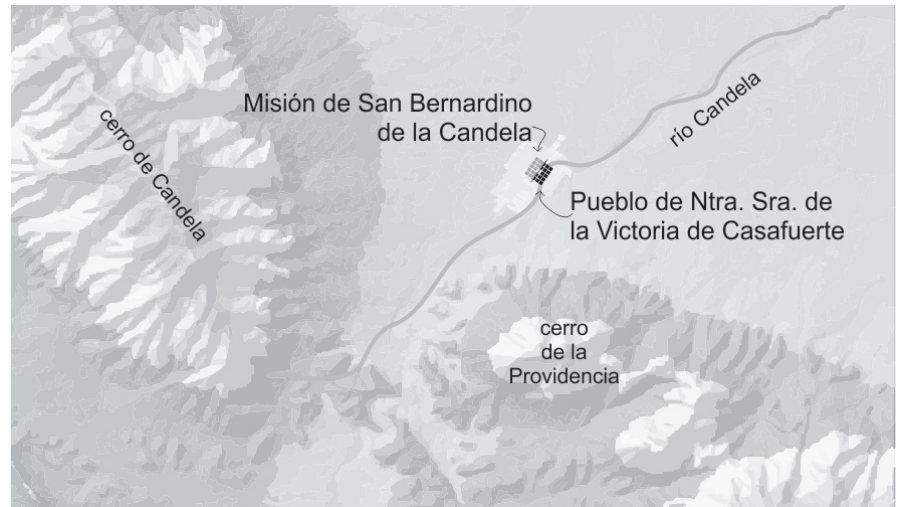 Misión de San Bernardino
de la Candela
río Candela
cerro de Candela
Pueblo de Ntra. Sra. de
la Victoria de Casafuerte
cerro
de la
Providencia